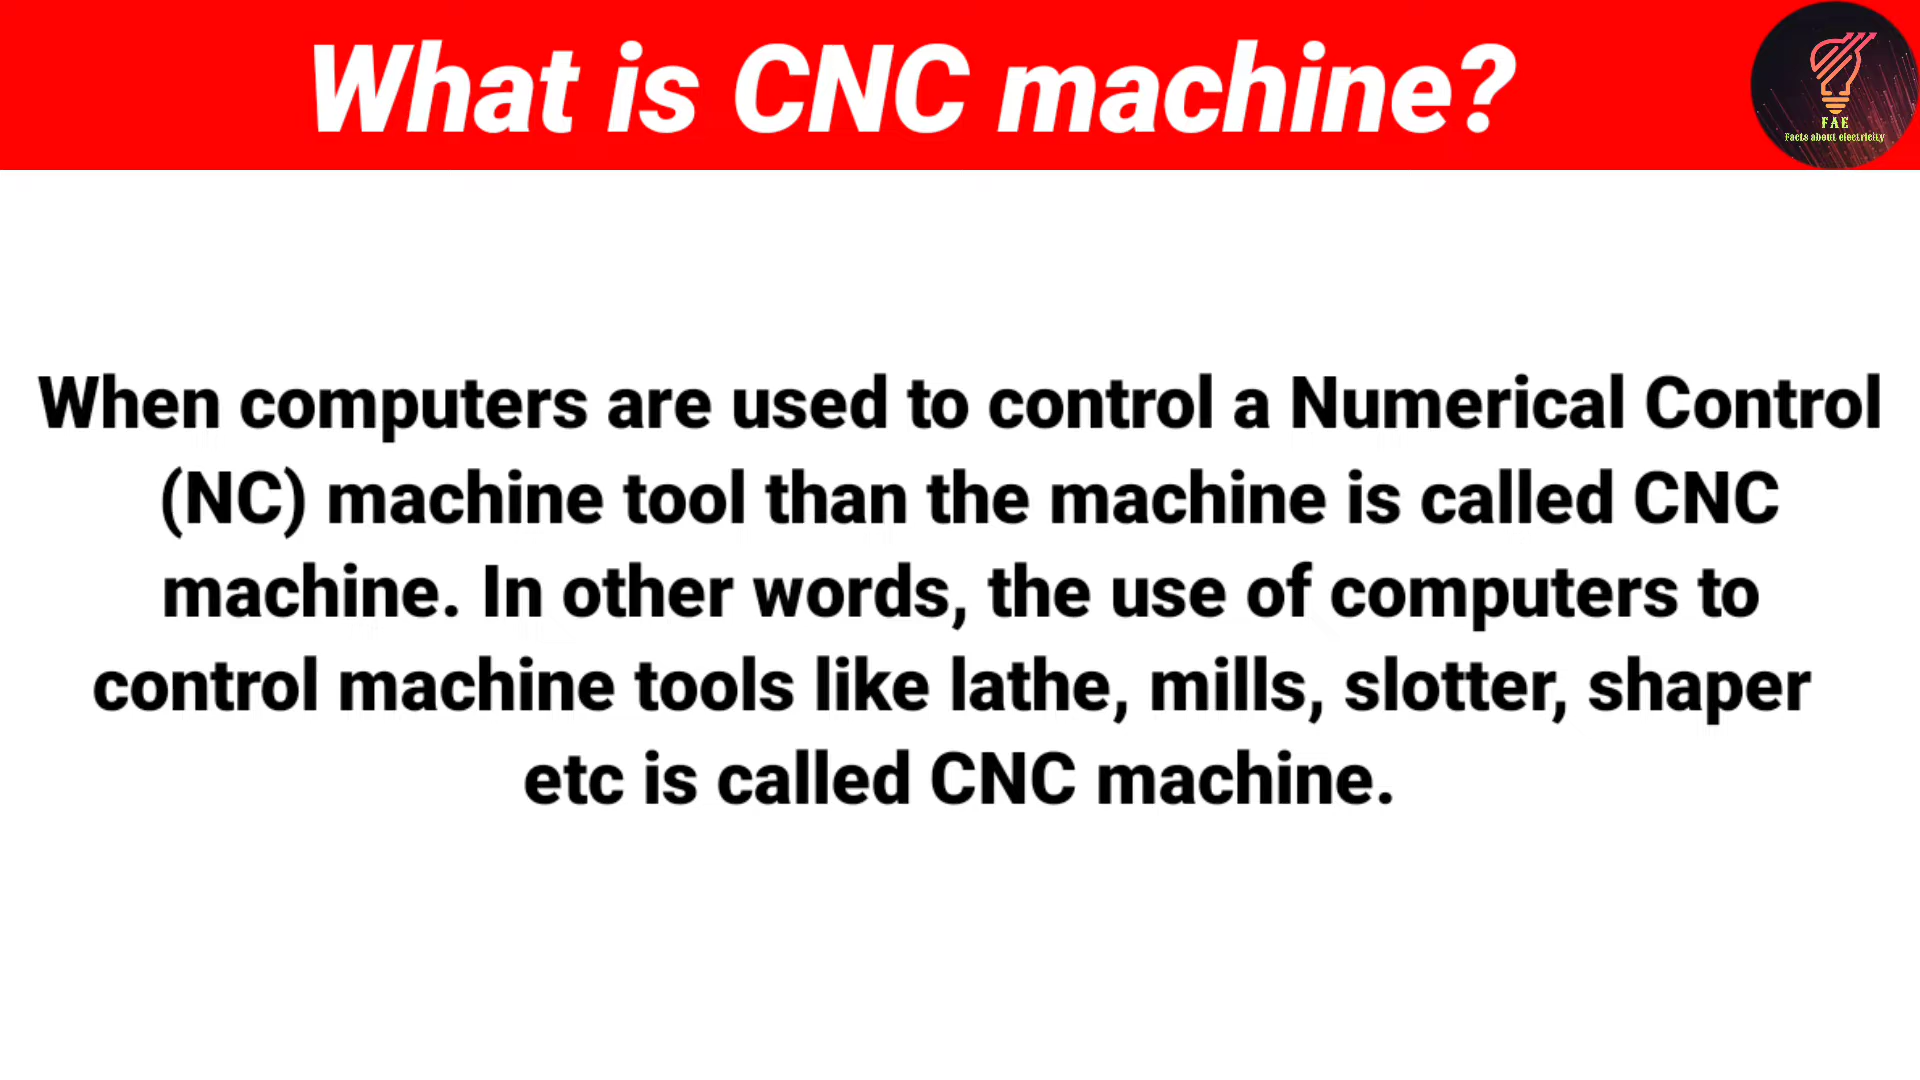 What is CNC machine?
FAE
Facts about electricity
When computers are used to control a Numerical Control
(NC) machine tool than the machine is called CNC
machine. In other words, the use of computers to
control machine tools like lathe, mills, slotter, shaper
etc is called CNC machine.